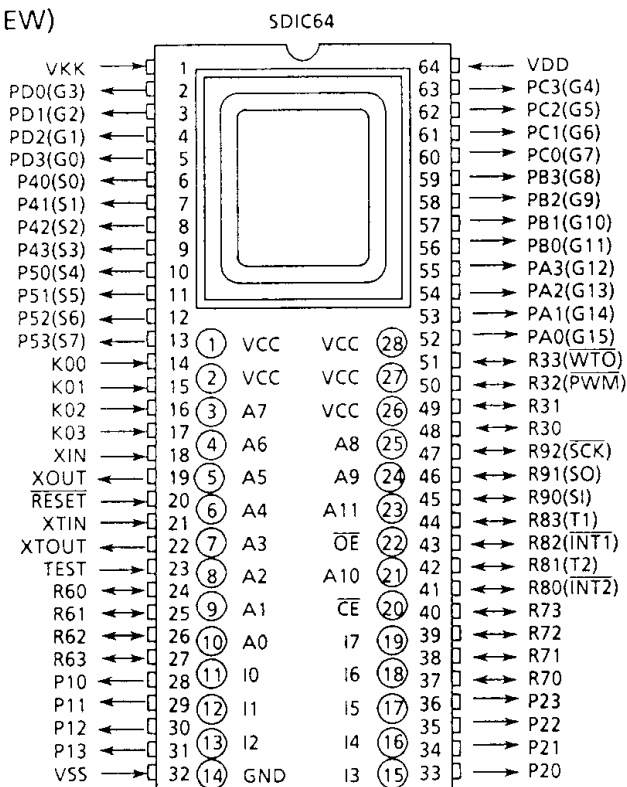 EW)
SDIC64
VKK 1 64 VDD
PD0(G3) 2 63 PC3(G4)
PD1(G2) 3 62 PC2(G5)
PD2(G1) 4 61 PC1(G6)
PD3(G0) 5 60 PC0(G7)
P40(S0) 6 59 PB3(G8)
P41(S1) 7 58 PB2(G9)
P42(S2) 8 57 PB1(G10)
P43(S3) 9 56 PB0(G11)
P50(S4) 10 55 PA3(G12)
P51(S5) 11 54 PA2(G13)
P52(S6) 12 53 PA1(G14)
P53(S7) 13 1 VCC VCC 28 52 PA0(G15)
K00 14 51 R33(WTO)
K01 15 2 VCC VCC 27 50 R32(PWM)
K02 16 3 A7 VCC 26 49 R31
K03 17 48 R30
XIN 18 4 A6 A8 25 47 R92(SCK)
XOUT 19 5 A5 A9 24 46 R91(SO)
RESET 20 45 R90(SI)
XTIN 21 6 A4 A11 23 44 R83(T1)
XTOUT 22 7 A3 OE 22 43 R82(INT1)
TEST 23 8 A2 A10 21 42 R81(T2)
R60 24 41 R80(INT2)
R61 25 9 A1 CE 20 40 R73
R62 26 10 A0 I7 19 39 R72
R63 27 38 R71
P10 28 11 I0 I6 18 37 R70
P11 29 12 I1 I5 17 36 P23
P12 30 35 P22
P13 31 13 I2 I4 16 34 P21
VSS 32 14 GND I3 15 33 P20